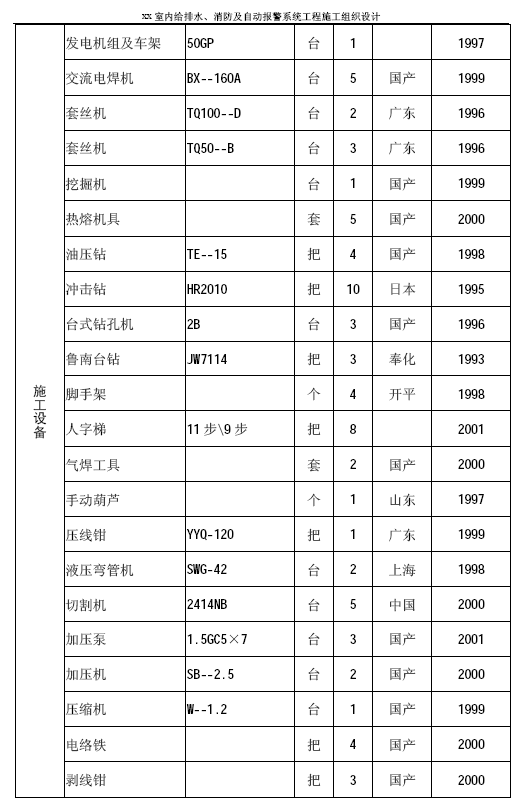 xx 室内给排水、消防及自动报警系统工程施工组织设计
施工设备
发电机组及车架 50GP 台 1 1997
交流电焊机 BX--160A 台 5 国产 1999
套丝机 TQ100--D 台 2 广东 1996
套丝机 TQ50--B 台 3 广东 1996
挖掘机 台 1 国产 1999
热熔机具 套 5 国产 2000
油压钻 TE--15 把 4 国产 1998
冲击钻 HR2010 把 10 日本 1995
台式钻孔机 2B 台 3 国产 1996
鲁南台钻 JW7114 把 3 奉化 1993
脚手架 个 4 开平 1998
人字梯 11步\9步 把 8 2001
气焊工具 套 2 国产 2000
手动葫芦 个 1 山东 1997
压线钳 YYQ-120 把 1 广东 1999
液压弯管机 SWG-42 台 2 上海 1998
切割机 2414NB 台 5 中国 2000
加压泵 1.5GC5×7 台 3 国产 2001
加压机 SB--2.5 台 2 国产 2000
压缩机 W--1.2 台 1 国产 1999
电络铁 把 4 国产 2000
剥线钳 把 3 国产 2000